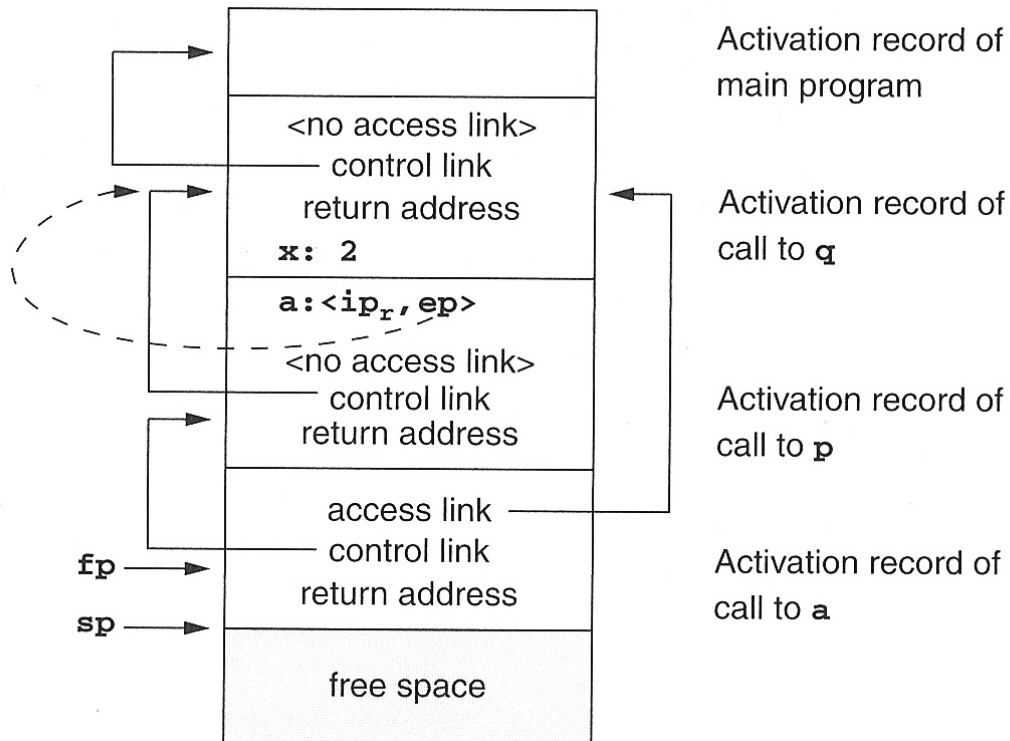 Activation record of
main program
<no access link>
control link
return address
x: 2
Activation record of
call to q
a:<ipr,ep>
<no access link>
control link
return address
Activation record of
call to p
access link
control link
return address
fp
sp
Activation record of
call to a
free space